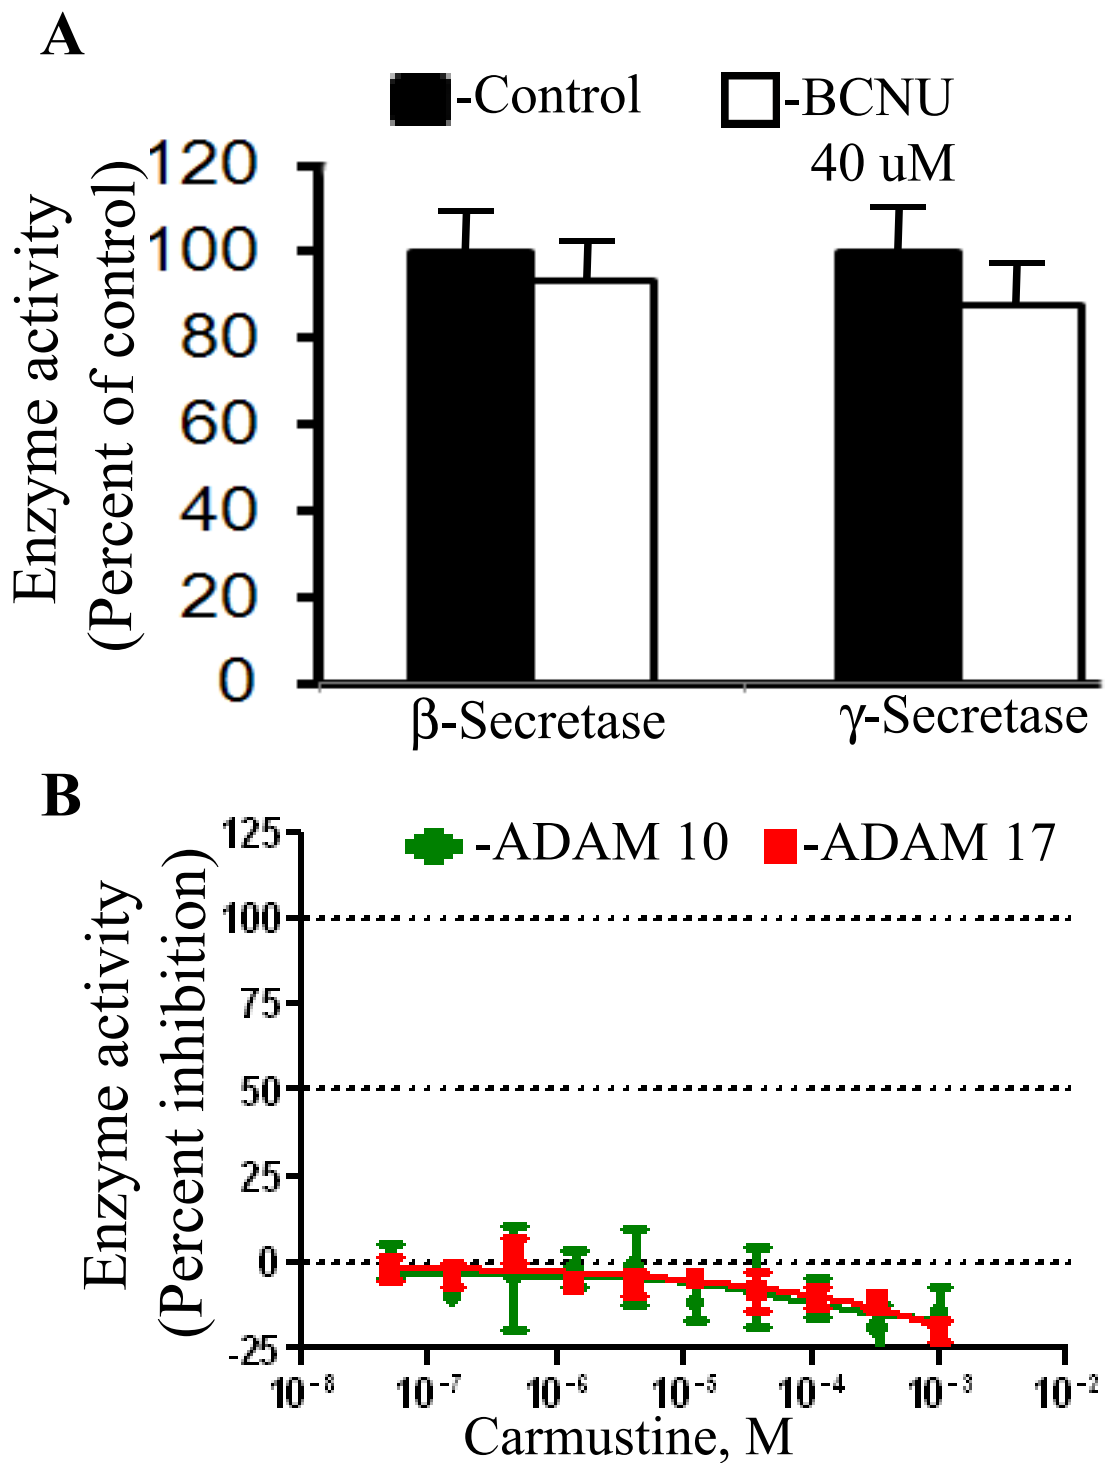 A
-Control -BCNU
40 uM
Enzyme activity
(Percent of control)
120
100
80
60
40
20
0
β-Secretase γ-Secretase
B
-ADAM 10 -ADAM 17
Enzyme activity
(Percent inhibition)
125
100
75
50
25
0
-25
10⁻⁸ 10⁻⁷ 10⁻⁶ 10⁻⁵ 10⁻⁴ 10⁻³ 10⁻²
Carmustine, M